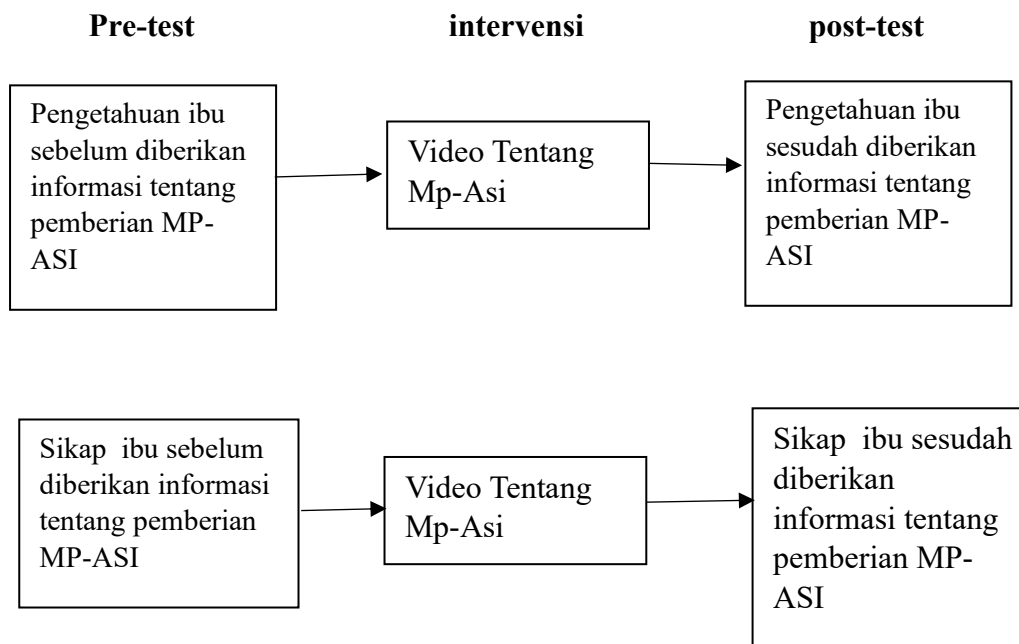 Pre-test intervensi post-test
Pengetahuan ibu
sebelum diberikan
informasi tentang
pemberian MP-
ASI
Video Tentang
Mp-Asi
Pengetahuan ibu
sesudah diberikan
informasi tentang
pemberian MP-
ASI
Sikap ibu sebelum
diberikan informasi
tentang pemberian
MP-ASI
Video Tentang
Mp-Asi
Sikap ibu sesudah
diberikan
informasi tentang
pemberian MP-
ASI